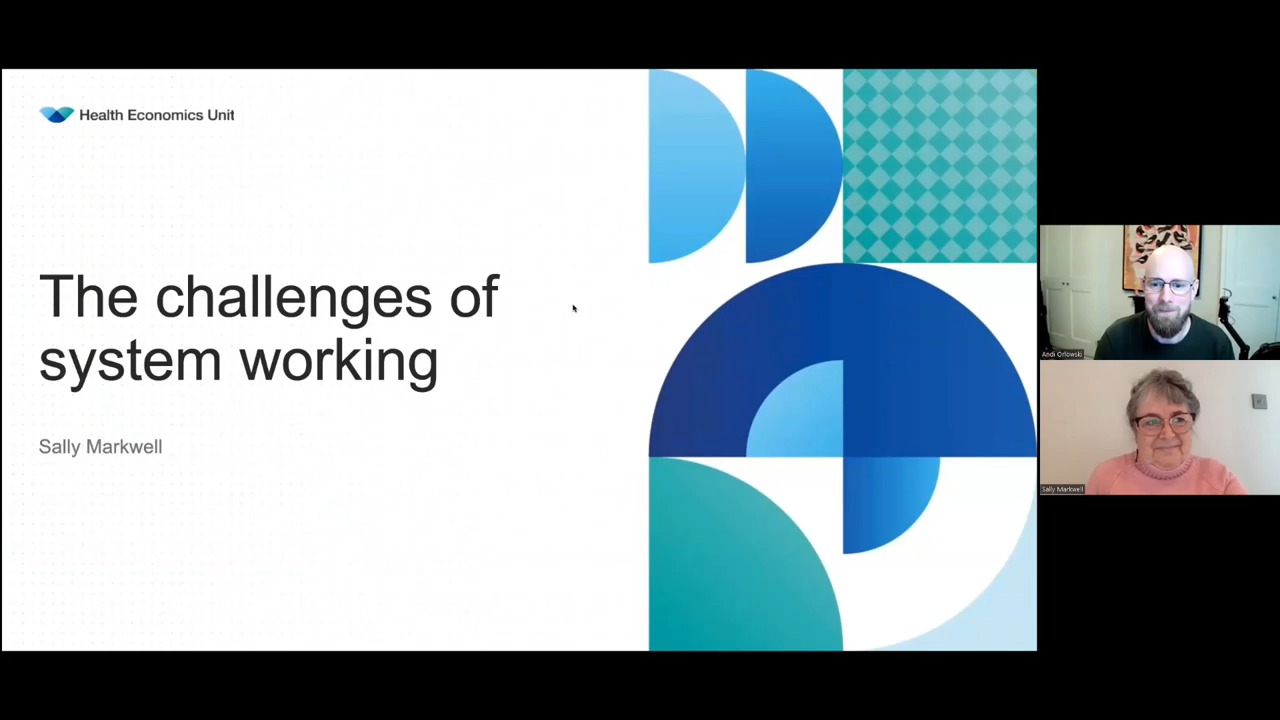 Health Economics Unit
The challenges of
system working
Sally Markwell
Andi Orlowski
Sally Markwell